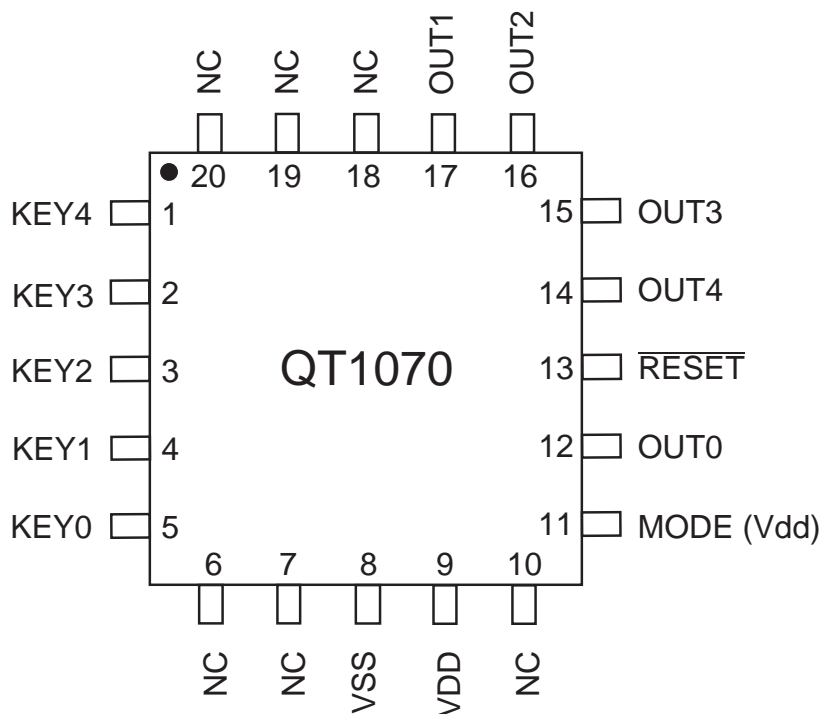 NC NC NC OUT1 OUT2
20 19 18 17 16
KEY4 1 15 OUT3
KEY3 2 14 OUT4
KEY2 3 QT1070 13 RESET
KEY1 4 12 OUT0
KEY0 5 11 MODE (Vdd)
6 7 8 9 10
NC NC VSS VDD NC